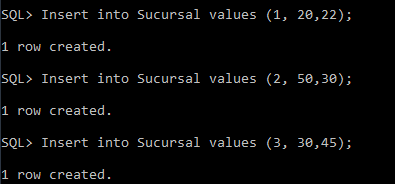 SQL> Insert into Sucursal values (1, 20,22);
1 row created.
SQL> Insert into Sucursal values (2, 50,30);
1 row created.
SQL> Insert into Sucursal values (3, 30,45);
1 row created.